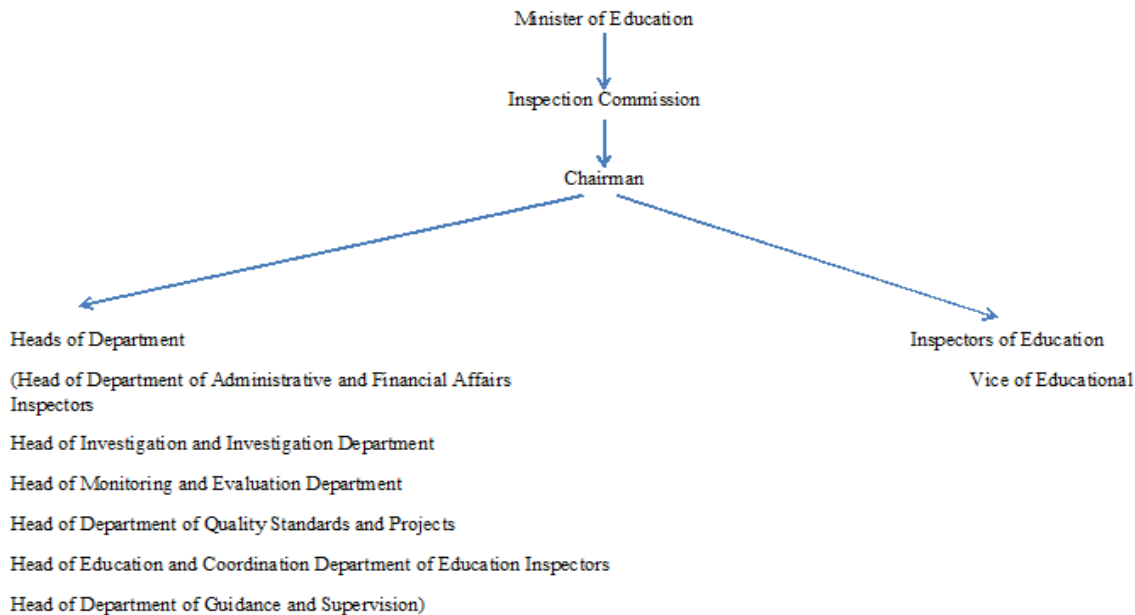 Minister of Education
Inspection Commission
Chairman
Heads of Department
Inspectors of Education
(Head of Department of Administrative and Financial Affairs
Inspectors
Vice of Educational
Head of Investigation and Investigation Department
Head of Monitoring and Evaluation Department
Head of Department of Quality Standards and Projects
Head of Education and Coordination Department of Education Inspectors
Head of Department of Guidance and Supervision)